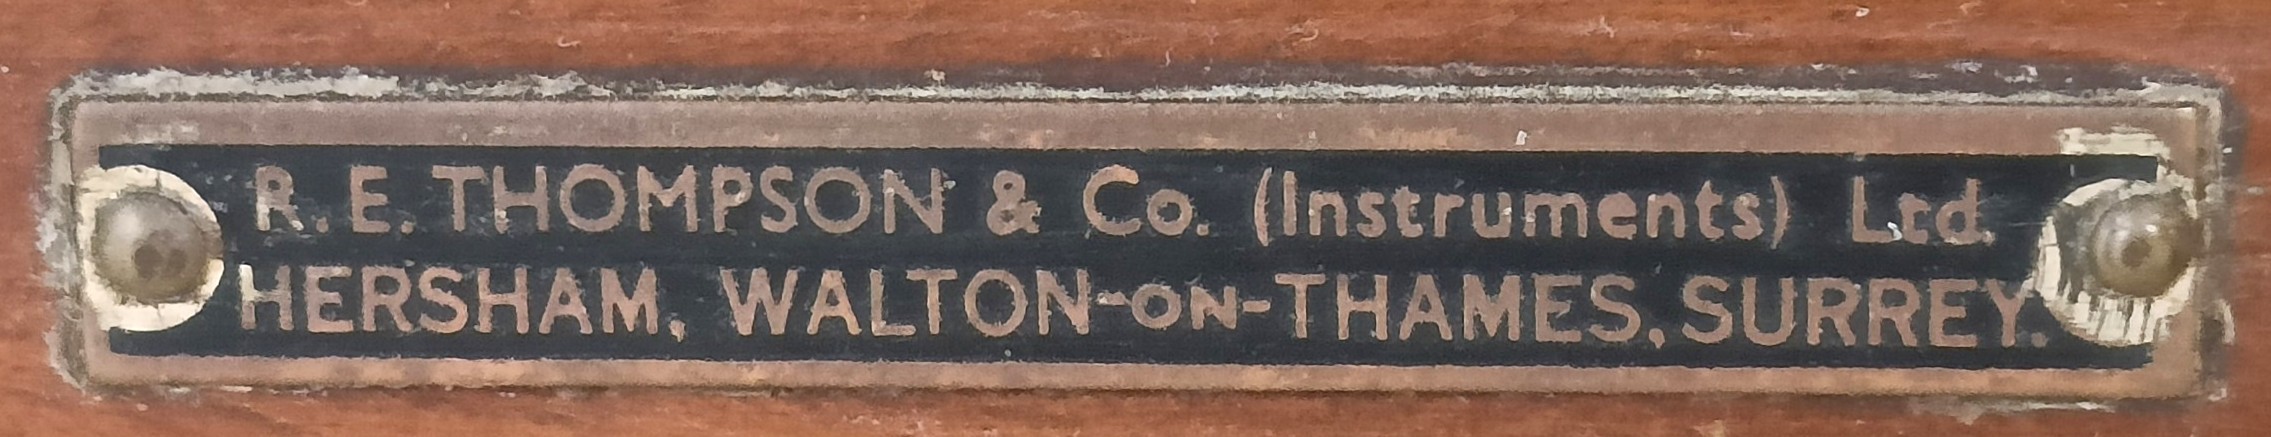 R. E. THOMPSON & Co. (Instruments) Ltd.
HERSHAM, WALTON-ON-THAMES, SURREY.